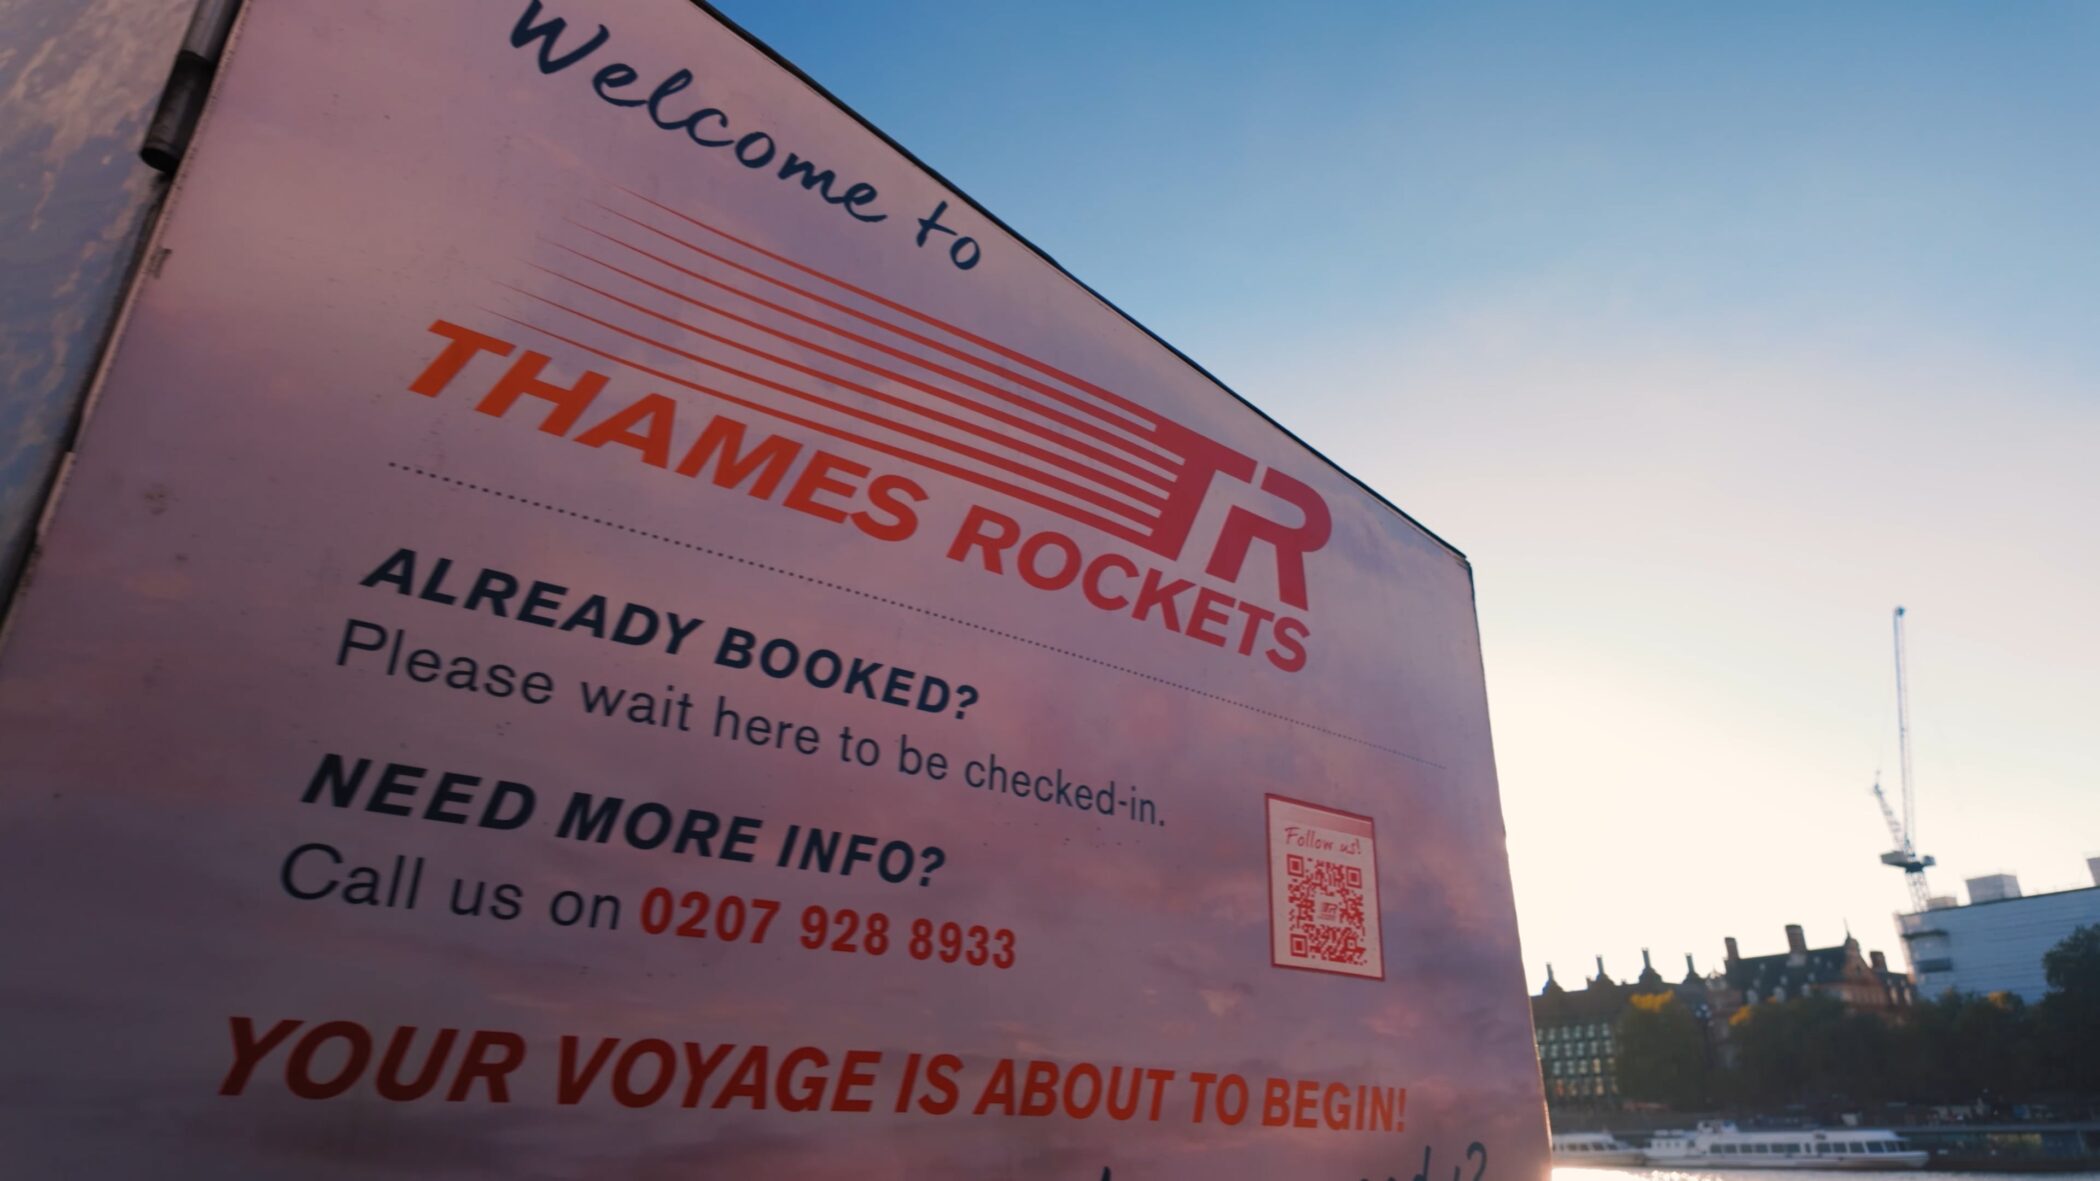 Welcome to
TR
THAMES ROCKETS
ALREADY BOOKED?
Please wait here to be checked-in.
NEED MORE INFO?
Call us on 0207 928 8933
Follow us!
YOUR VOYAGE IS ABOUT TO BEGIN!